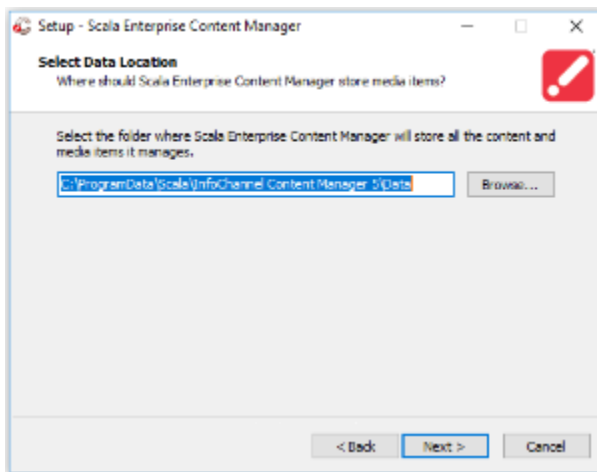 Setup - Scala Enterprise Content Manager
Select Data Location
Where should Scala Enterprise Content Manager store media items?
Select the folder where Scala Enterprise Content Manager will store all the content and
media items it manages.
C:\ProgramData\Scala\InfoChannel Content Manager 5\Data
Browse...
< Back
Next >
Cancel